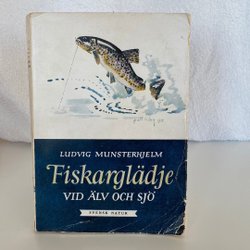 LUDVIG MUNSTERHJELM
Fiskarglädje
VID ÄLV OCH SJÖ
SVENSK NATUR